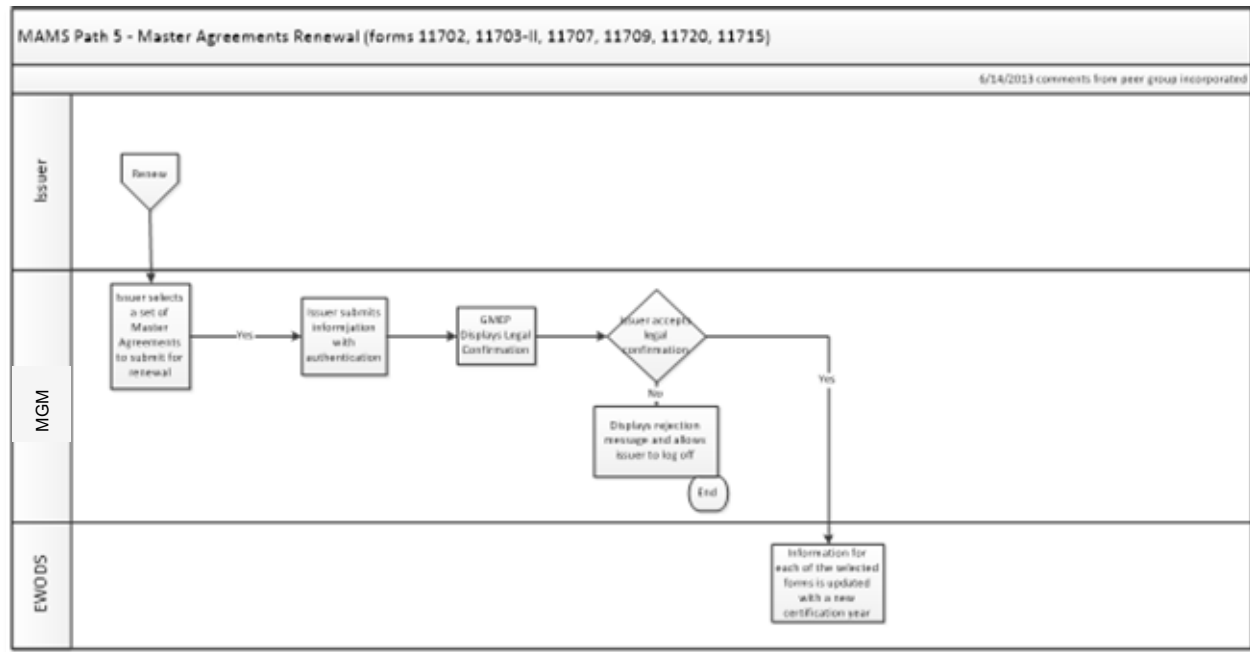 MAMS Path 5 - Master Agreements Renewal (forms 11702, 11703-II, 11707, 11709, 11720, 11715)
6/14/2013 comments from peer group incorporated
Issuer
Renew
MGM
Issuer selects
a set of
Master
Agreements
to submit for
renewal
Yes
Issuer submits
informjation
with
authentication
GMEP
Displays Legal
Confirmation
Issuer accepts
legal
confirmation
No
Yes
Displays rejection
message and allows
issuer to log off
End
EWODS
Information for
each of the selected
forms is updated
with a new
certification year